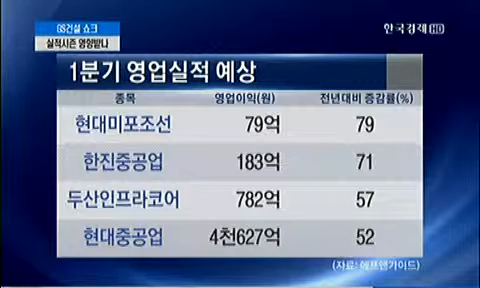 GS건설 쇼크
실적시즌 영향받나
한국경제HD
1분기 영업실적 예상
종목 영업이익(원) 전년대비 증감률(%)
현대미포조선 79억 79
한진중공업 183억 71
두산인프라코어 782억 57
현대중공업 4천627억 52
(자료: 에프앤가이드)